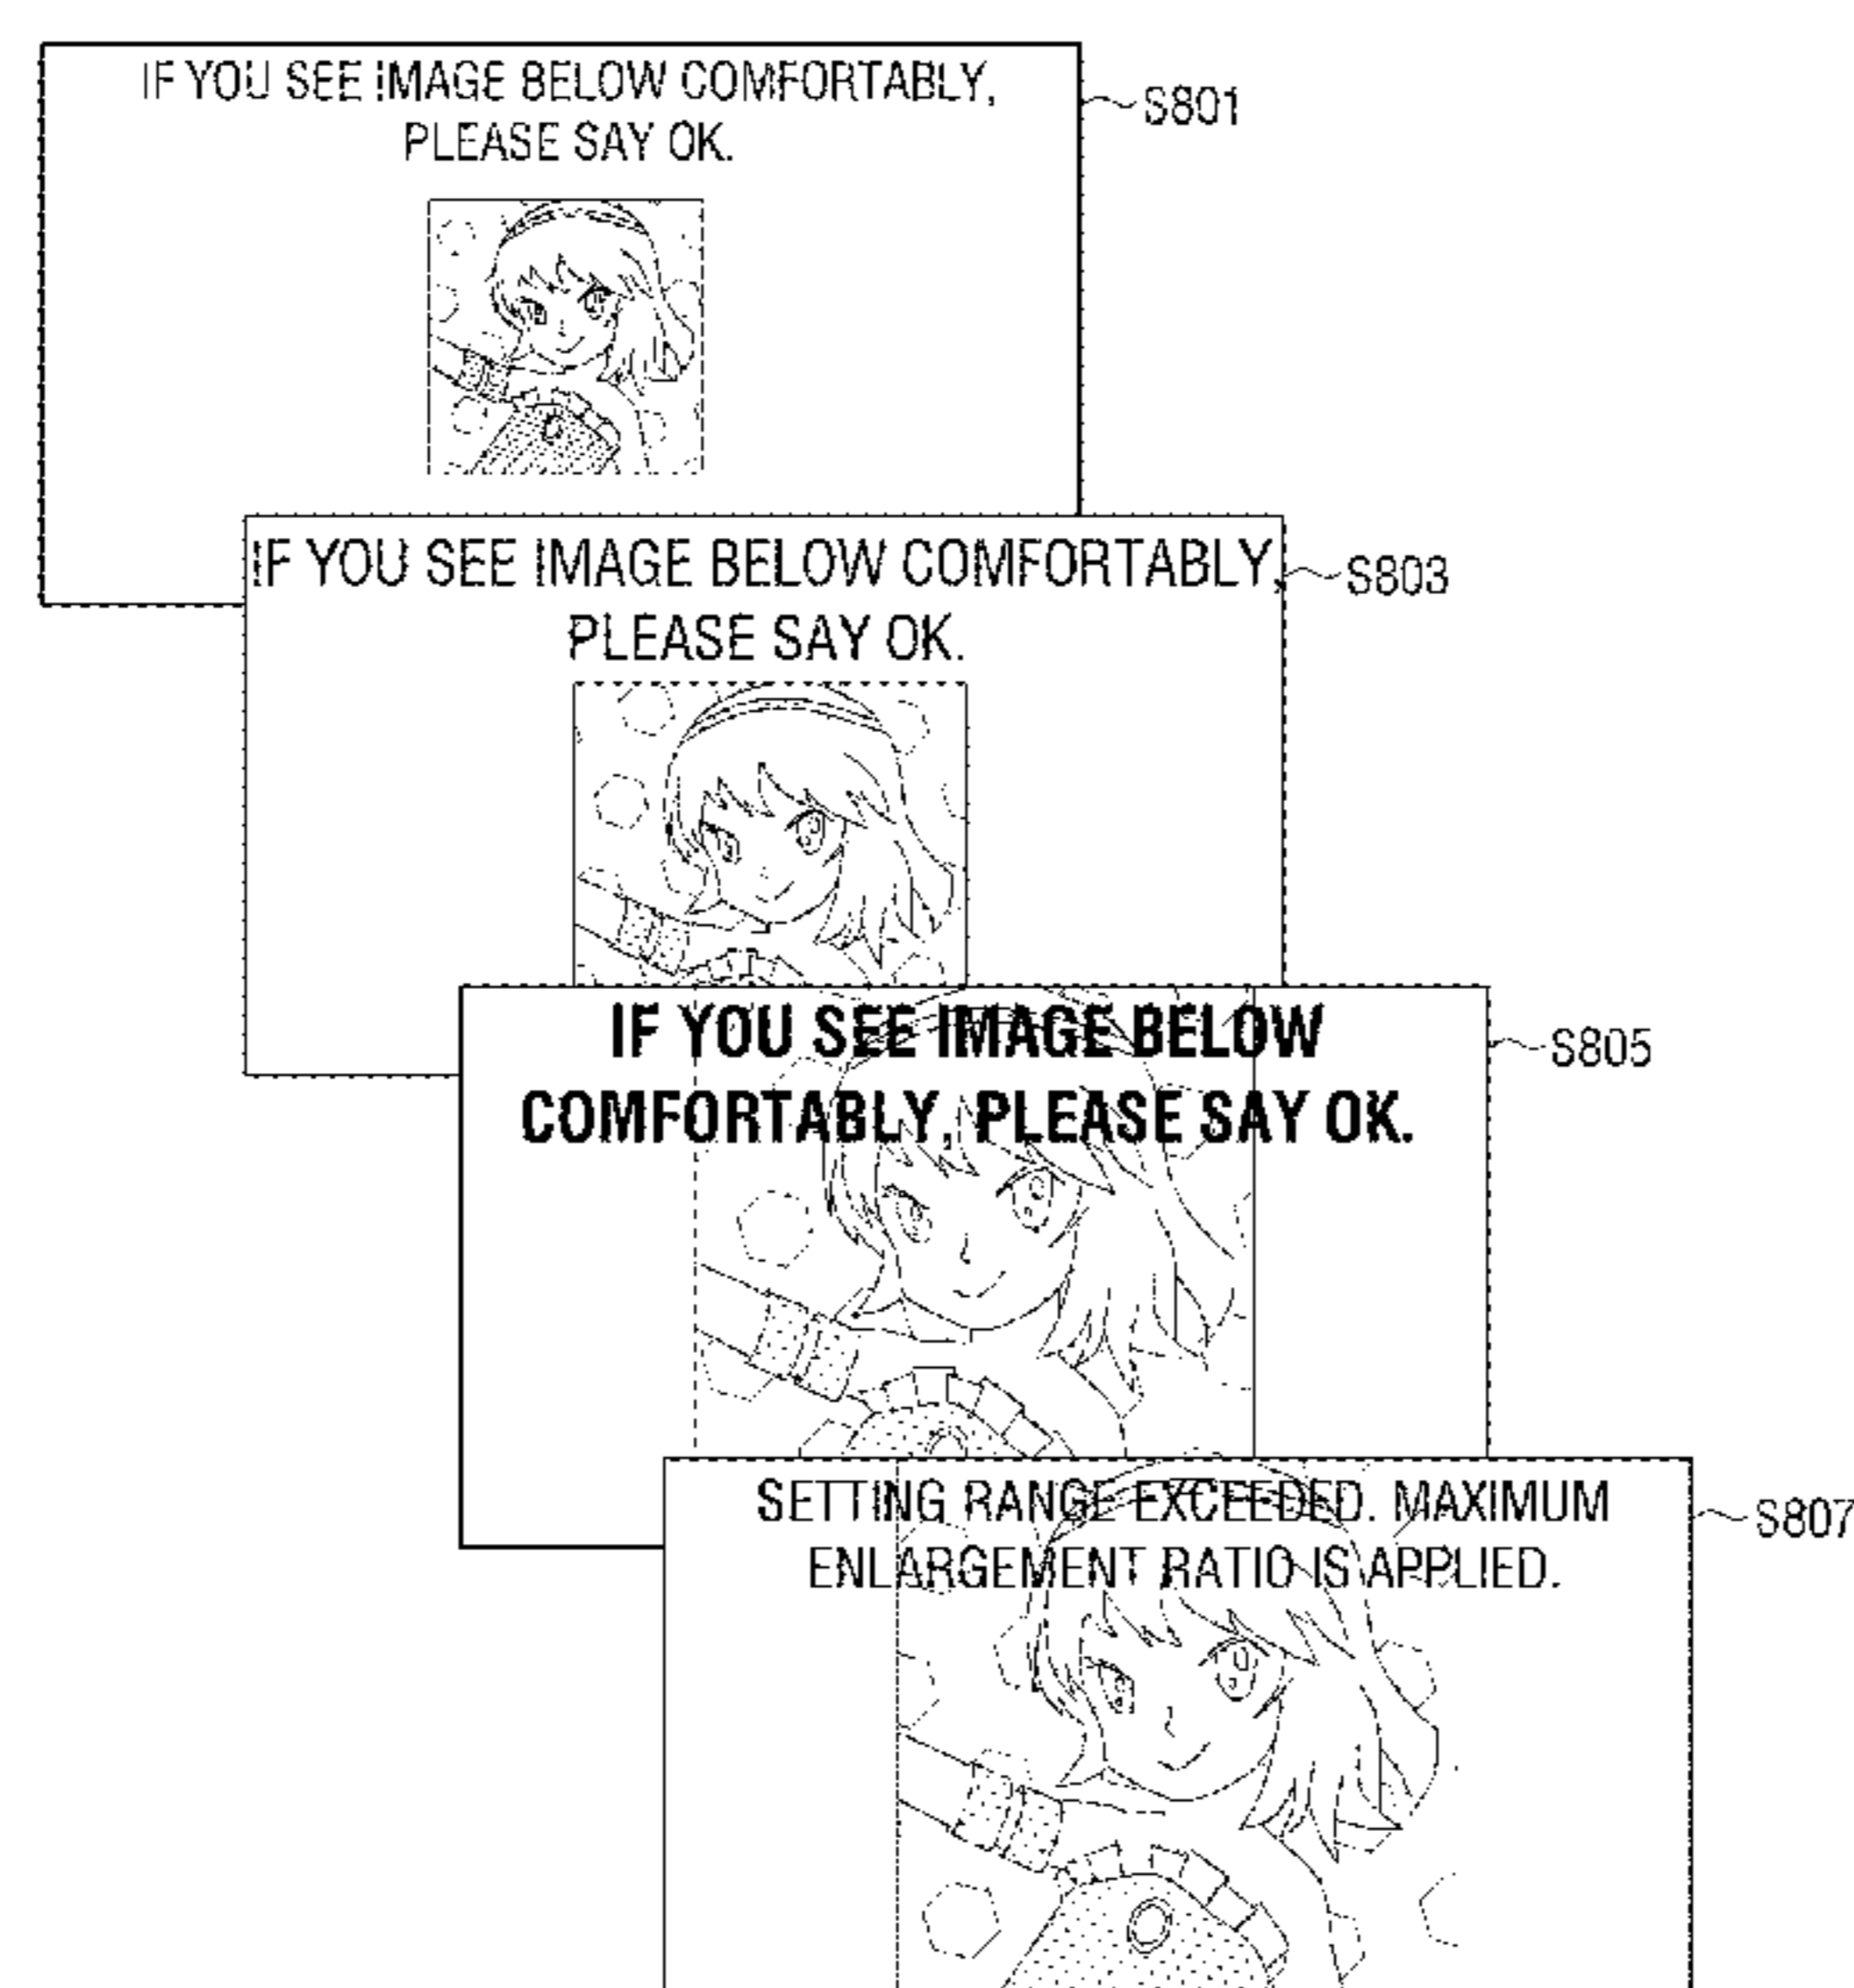 IF YOU SEE IMAGE BELOW COMFORTABLY,
PLEASE SAY OK.
S801
IF YOU SEE IMAGE BELOW COMFORTABLY,
PLEASE SAY OK.
S803
IF YOU SEE IMAGE BELOW
COMFORTABLY, PLEASE SAY OK.
S805
SETTING RANGE EXCEEDED. MAXIMUM
ENLARGEMENT RATIO IS APPLIED.
S807